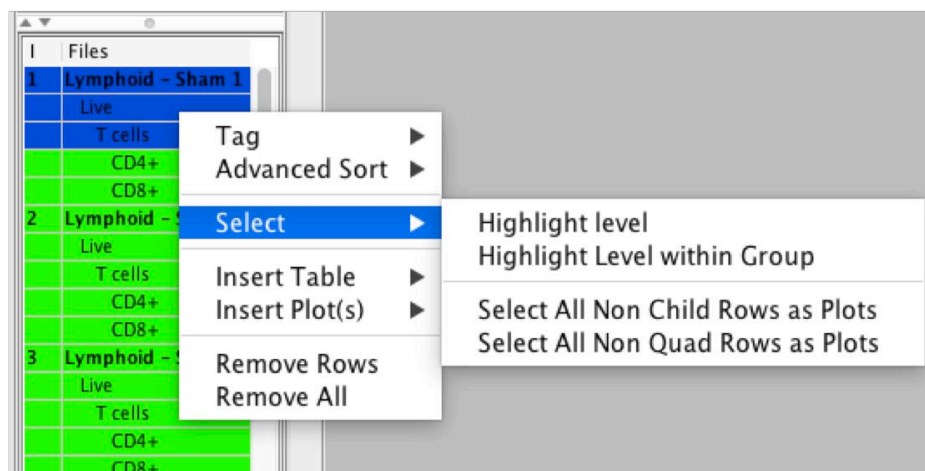 I Files
1 Lymphoid – Sham 1
Live
T cells
CD4+
CD8+
2 Lymphoid –
Live
T cells
CD4+
CD8+
3 Lymphoid –
Live
T cells
CD4+
CD8+
Tag
Advanced Sort
Select
Insert Table
Insert Plot(s)
Remove Rows
Remove All
Highlight level
Highlight Level within Group
Select All Non Child Rows as Plots
Select All Non Quad Rows as Plots